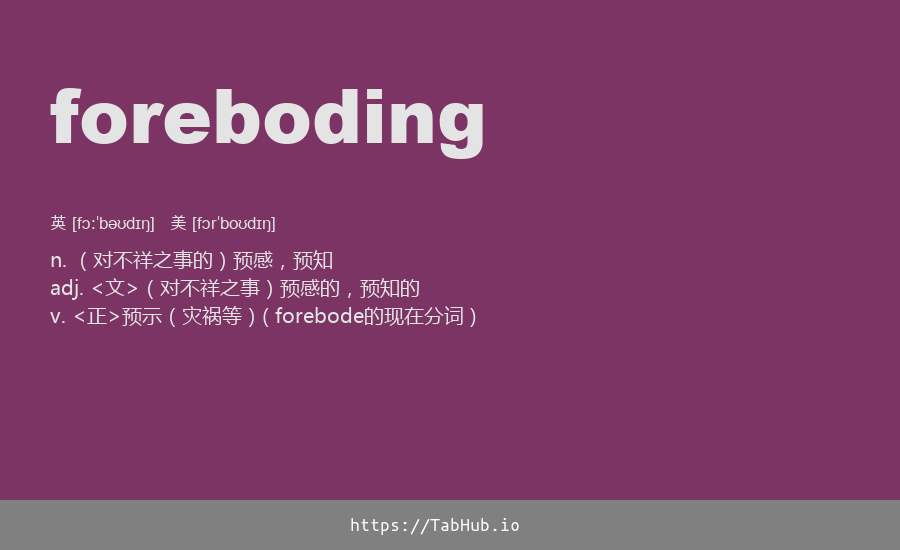 foreboding
英 [fɔ:ˈbəʊdɪŋ] 美 [fɔrˈboʊdɪŋ]
n.（对不祥之事的）预感，预知
adj. <文>（对不祥之事）预感的，预知的
v. <正>预示（灾祸等）( forebode的现在分词 )
https://TabHub.io